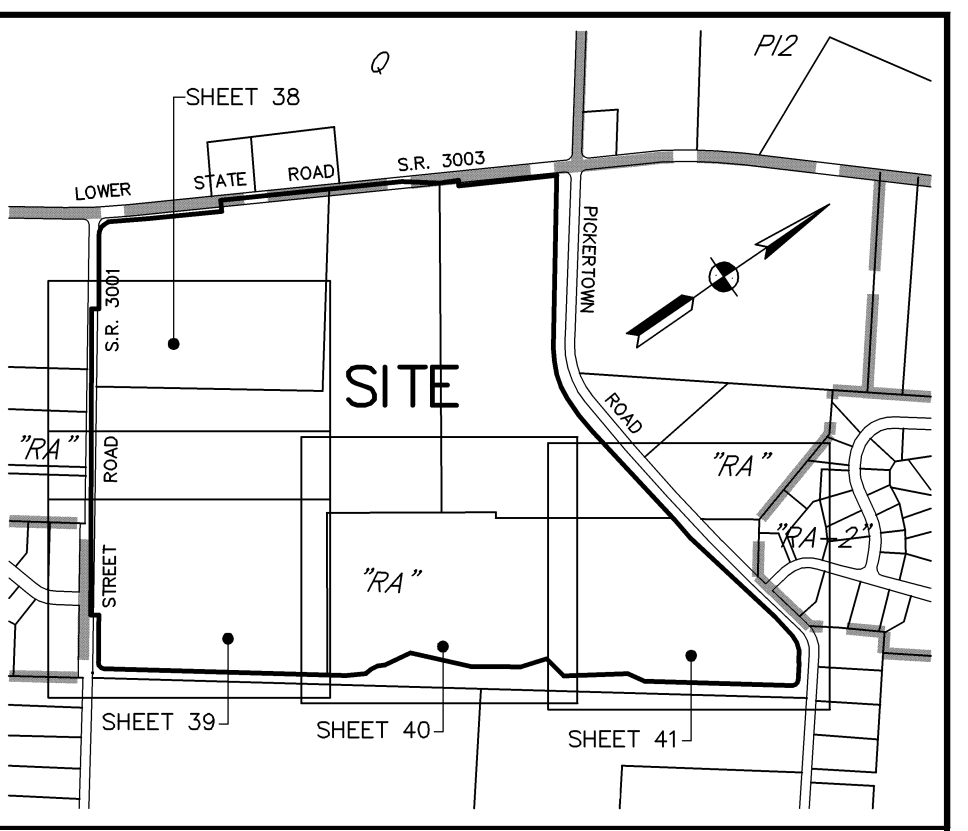 Q
PI2
SHEET 38
S.R. 3003
LOWER STATE ROAD
PICKERTOWN
S.R. 3001
SITE
ROAD
"RA"
ROAD
"RA"
"RA-2"
"RA"
STREET
SHEET 39
SHEET 40
SHEET 41